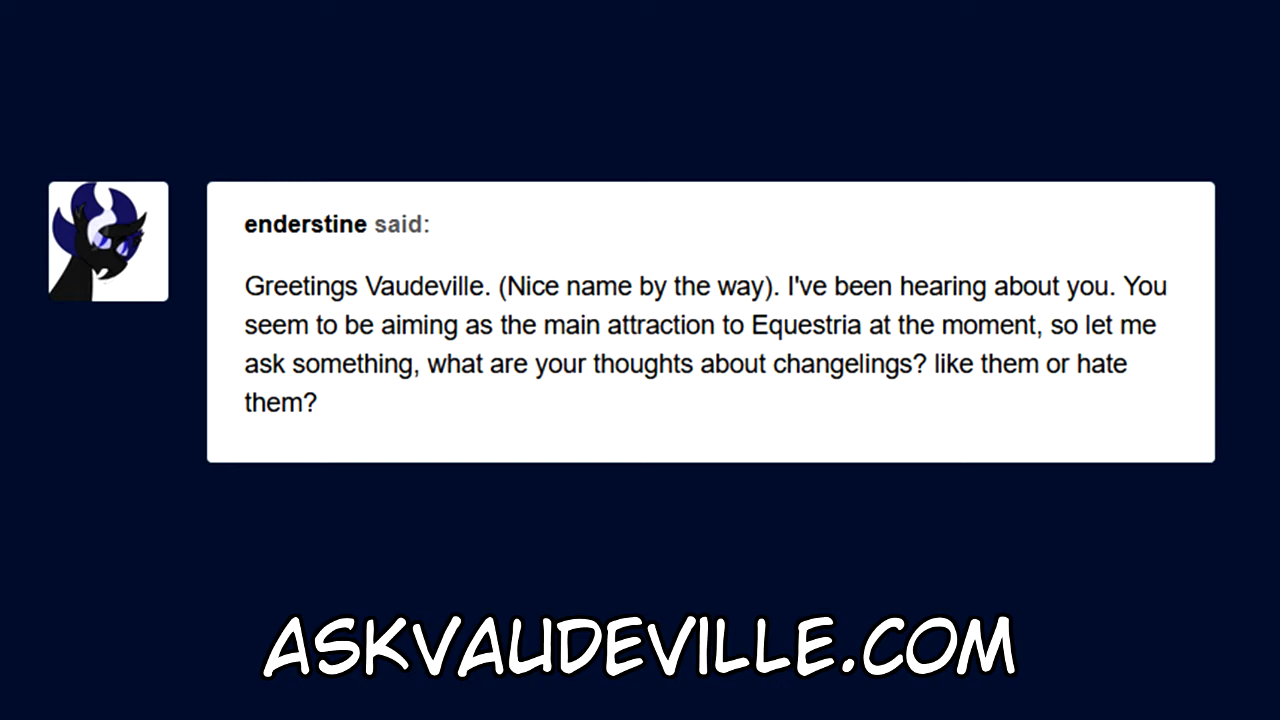 enderstine said:
Greetings Vaudeville. (Nice name by the way). I've been hearing about you. You
seem to be aiming as the main attraction to Equestria at the moment, so let me
ask something, what are your thoughts about changelings? like them or hate
them?
ASKVAUDEVILLE.COM